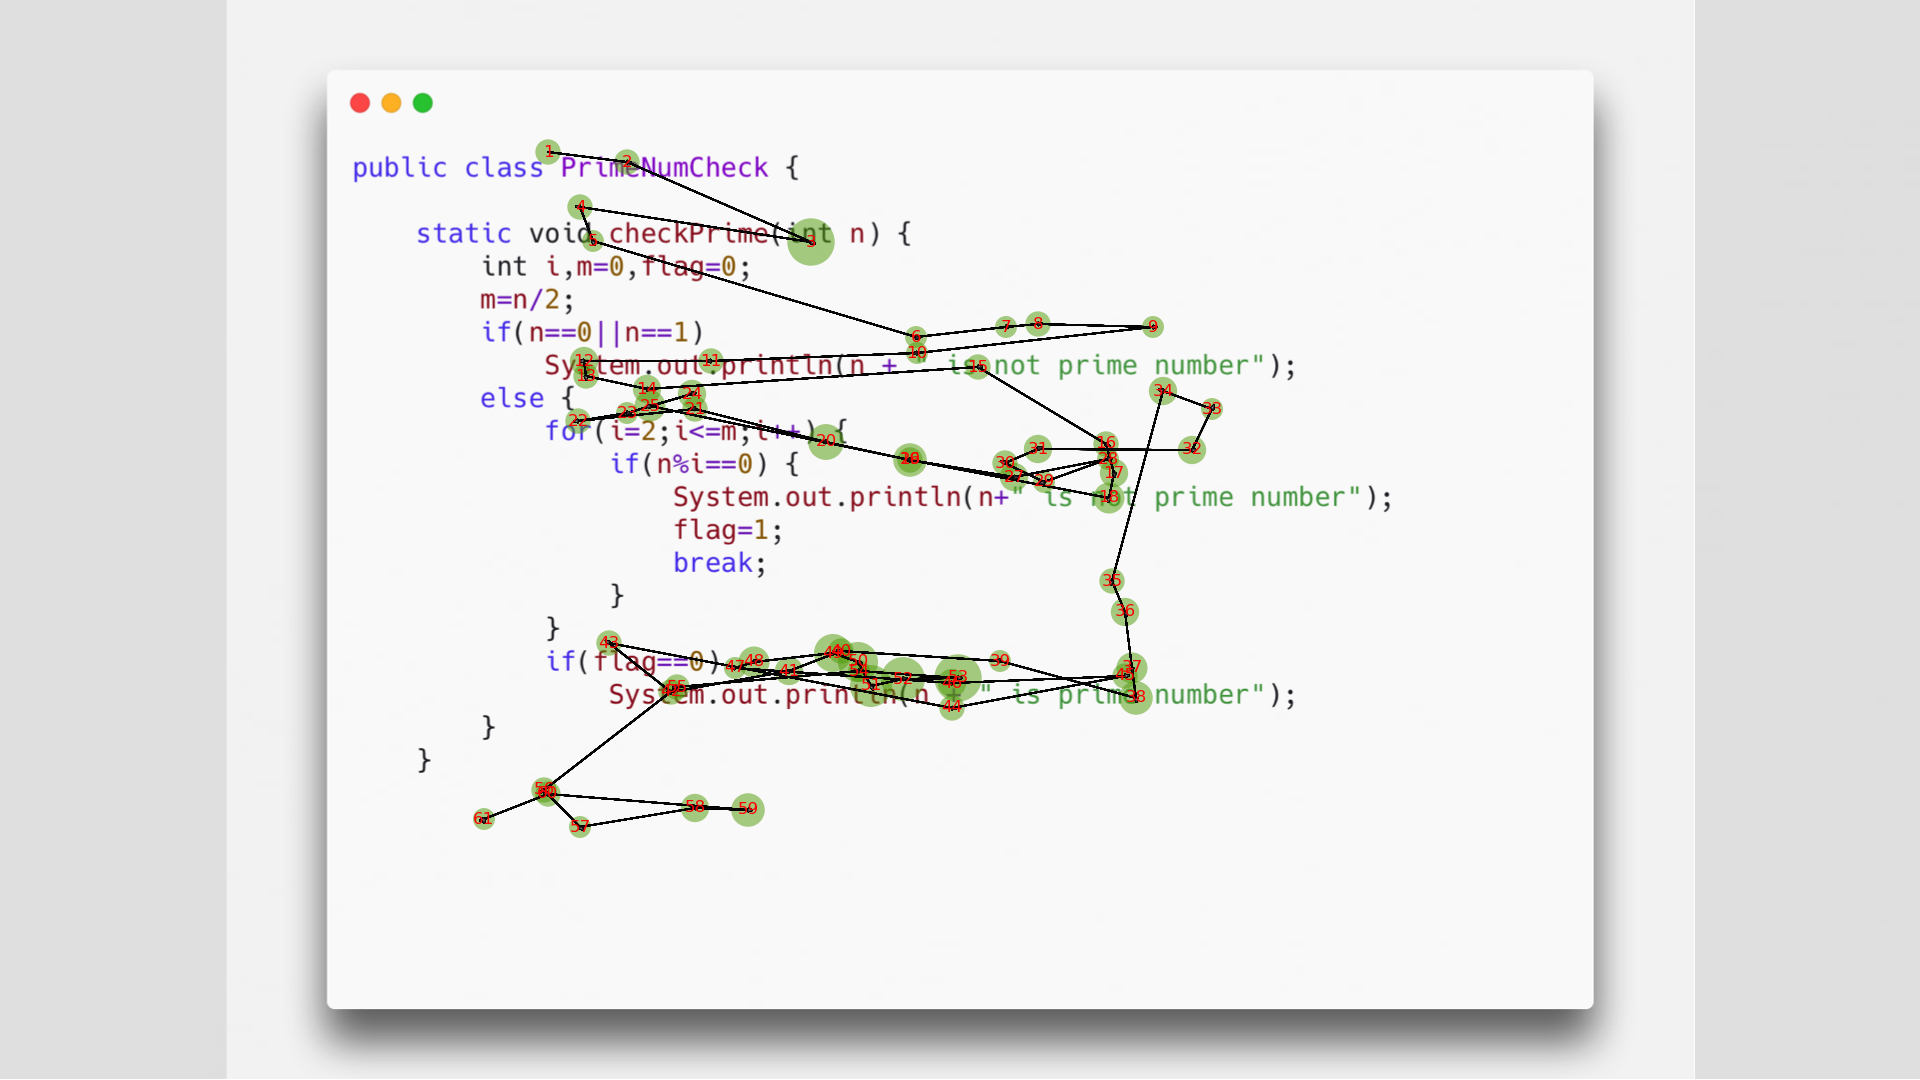 public class PrimeNumCheck {
static void checkPrime(int n) {
int i,m=0,flag=0;
m=n/2;
if(n==0||n==1)
System.out.println(n + " is not prime number");
else {
for(i=2;i<=m;i++) {
if(n%i==0) {
System.out.println(n+" is not prime number");
flag=1;
break;
}
}
if(flag==0)
System.out.println(n + " is prime number");
}
}